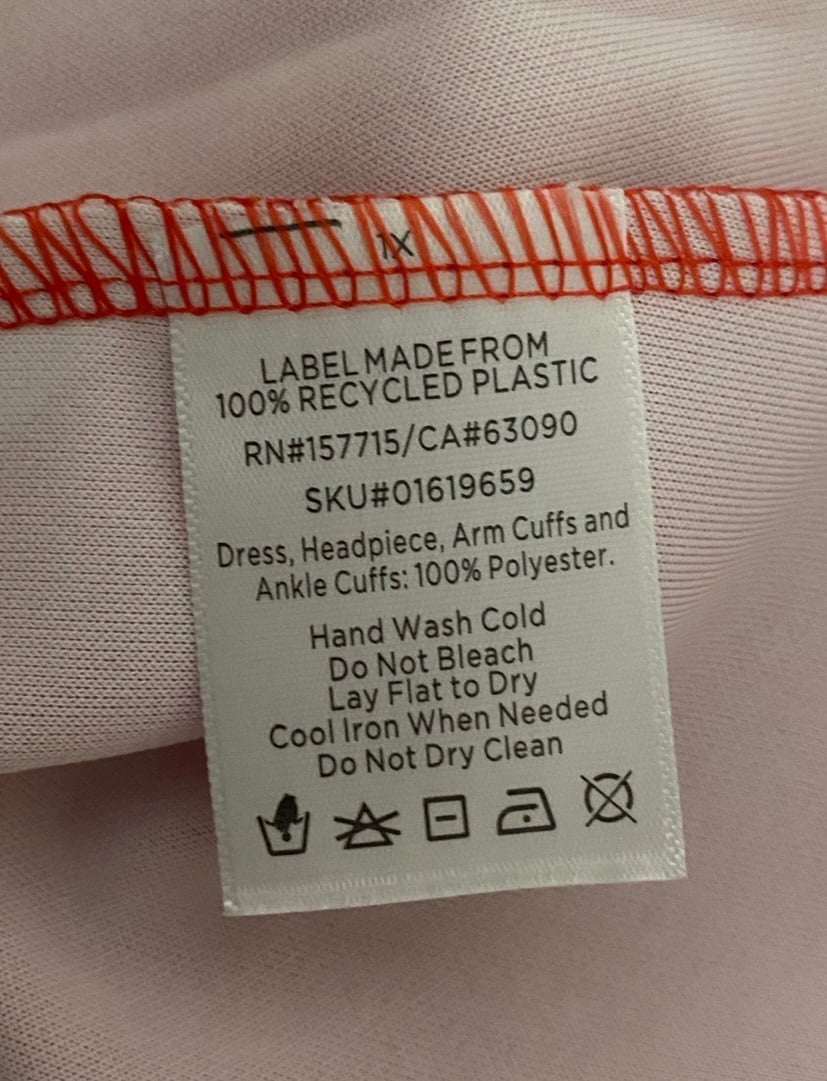 1X
LABEL MADE FROM
100% RECYCLED PLASTIC
RN#157715/CA#63090
SKU#01619659
Dress, Headpiece, Arm Cuffs and
Ankle Cuffs: 100% Polyester.
Hand Wash Cold
Do Not Bleach
Lay Flat to Dry
Cool Iron When Needed
Do Not Dry Clean